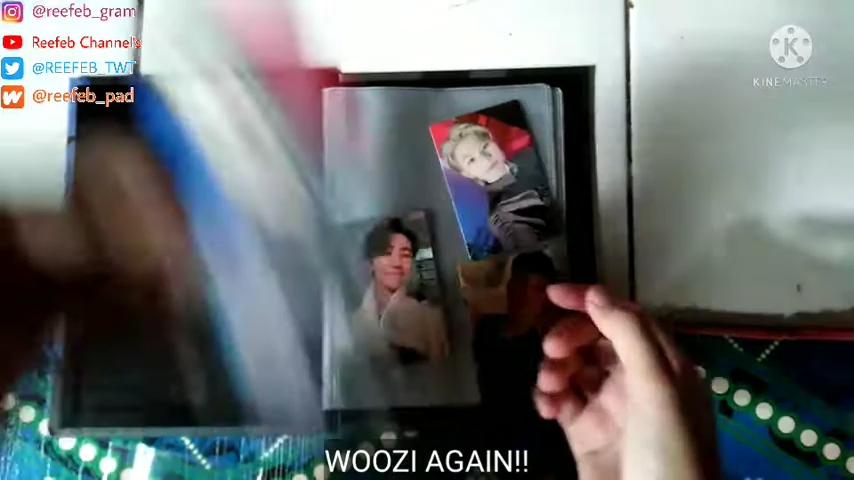 @reefeb_gram
Reefeb Channel's
@REEFEB_TWT
@reefeb_pad
KINEMASTER
WOOZI AGAIN!!